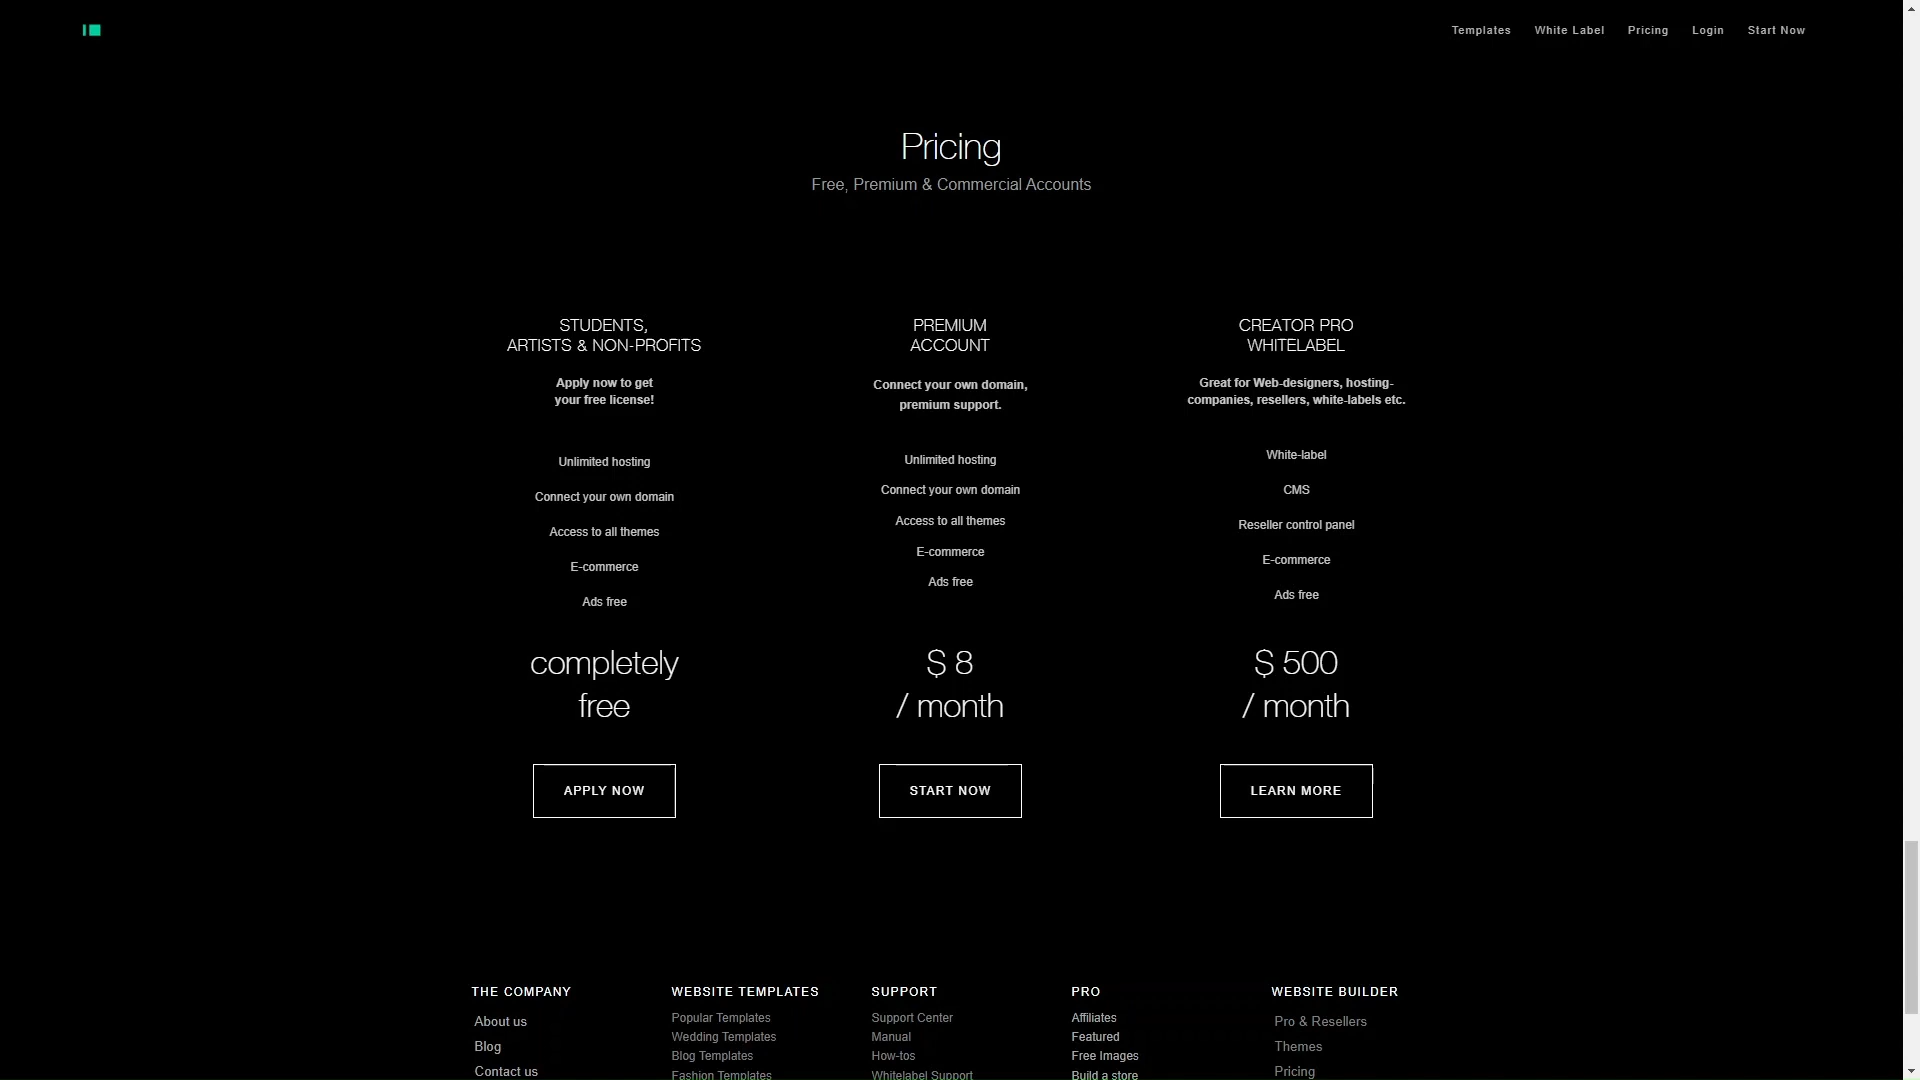 Templates
White Label
Pricing
Login
Start Now
Pricing
Free, Premium & Commercial Accounts
STUDENTS,
ARTISTS & NON-PROFITS
Apply now to get
your free license!
Unlimited hosting
Connect your own domain
Access to all themes
E-commerce
Ads free
completely
free
APPLY NOW
PREMIUM
ACCOUNT
Connect your own domain,
premium support.
Unlimited hosting
Connect your own domain
Access to all themes
E-commerce
Ads free
$ 8
/ month
START NOW
CREATOR PRO
WHITELABEL
Great for Web-designers, hosting-
companies, resellers, white-labels etc.
White-label
CMS
Reseller control panel
E-commerce
Ads free
$ 500
/ month
LEARN MORE
THE COMPANY
About us
Blog
Contact us
WEBSITE TEMPLATES
Popular Templates
Wedding Templates
Blog Templates
Fashion Templates
SUPPORT
Support Center
Manual
How-tos
Whitelabel Support
PRO
Affiliates
Featured
Free Images
Build a store
WEBSITE BUILDER
Pro & Resellers
Themes
Pricing